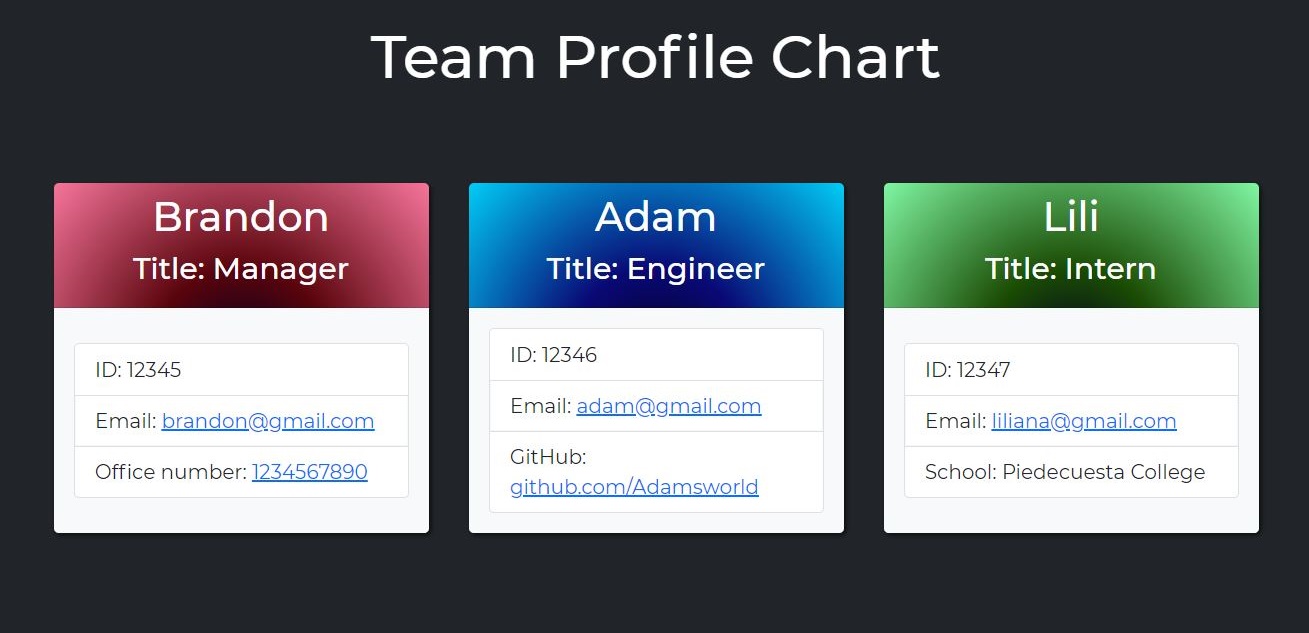 Team Profile Chart
Brandon
Title: Manager
ID: 12345
Email: brandon@gmail.com
Office number: 1234567890
Adam
Title: Engineer
ID: 12346
Email: adam@gmail.com
GitHub:
github.com/Adamsworld
Lili
Title: Intern
ID: 12347
Email: liliana@gmail.com
School: Piedecuesta College